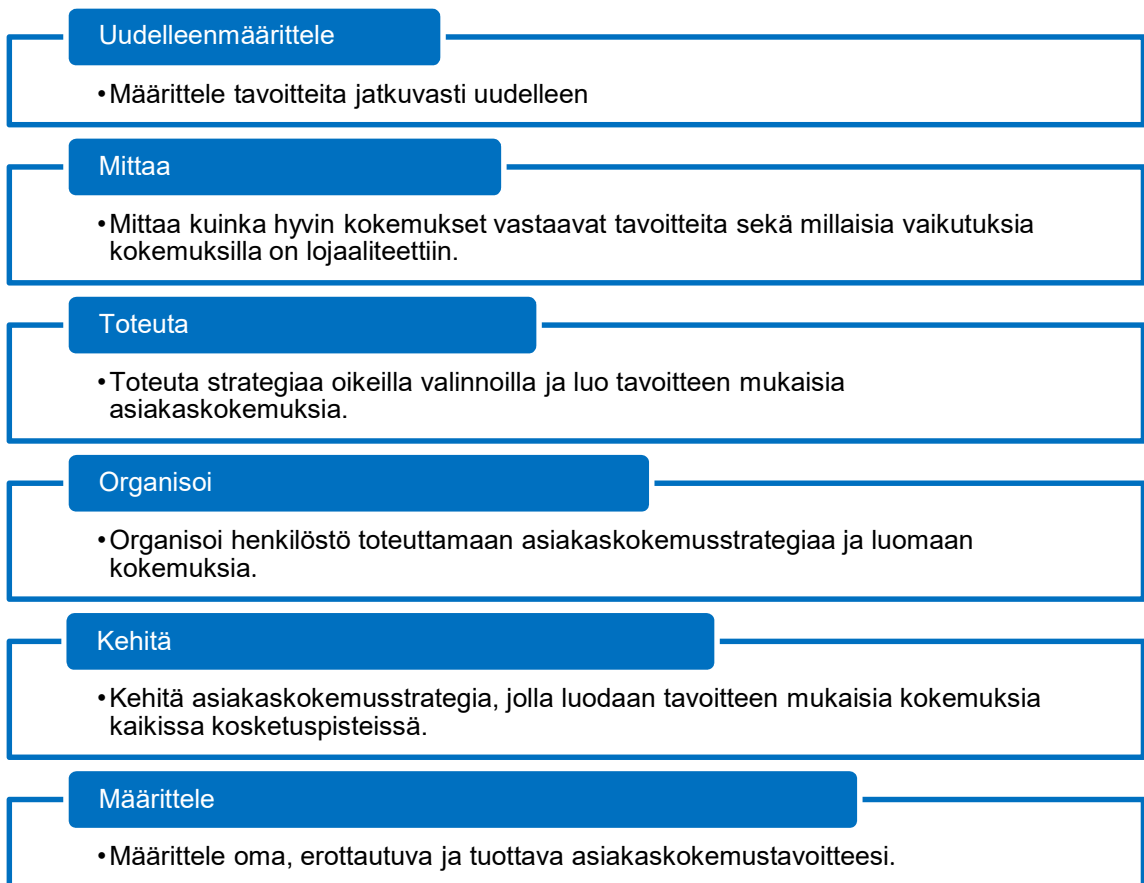 Uudelleenmäärittele
•Määrittele tavoitteita jatkuvasti uudelleen
Mittaa
•Mittaa kuinka hyvin kokemukset vastaavat tavoitteita sekä millaisia vaikutuksia
kokemuksilla on lojaaliteettiin.
Toteuta
•Toteuta strategiaa oikeilla valinnoilla ja luo tavoitteen mukaisia
asiakaskokemuksia.
Organisoi
•Organisoi henkilöstö toteuttamaan asiakaskokemusstrategiaa ja luomaan
kokemuksia.
Kehitä
•Kehitä asiakaskokemusstrategia, jolla luodaan tavoitteen mukaisia kokemuksia
kaikissa kosketuspisteissä.
Määrittele
•Määrittele oma, erottautuva ja tuottava asiakaskokemustavoitteesi.